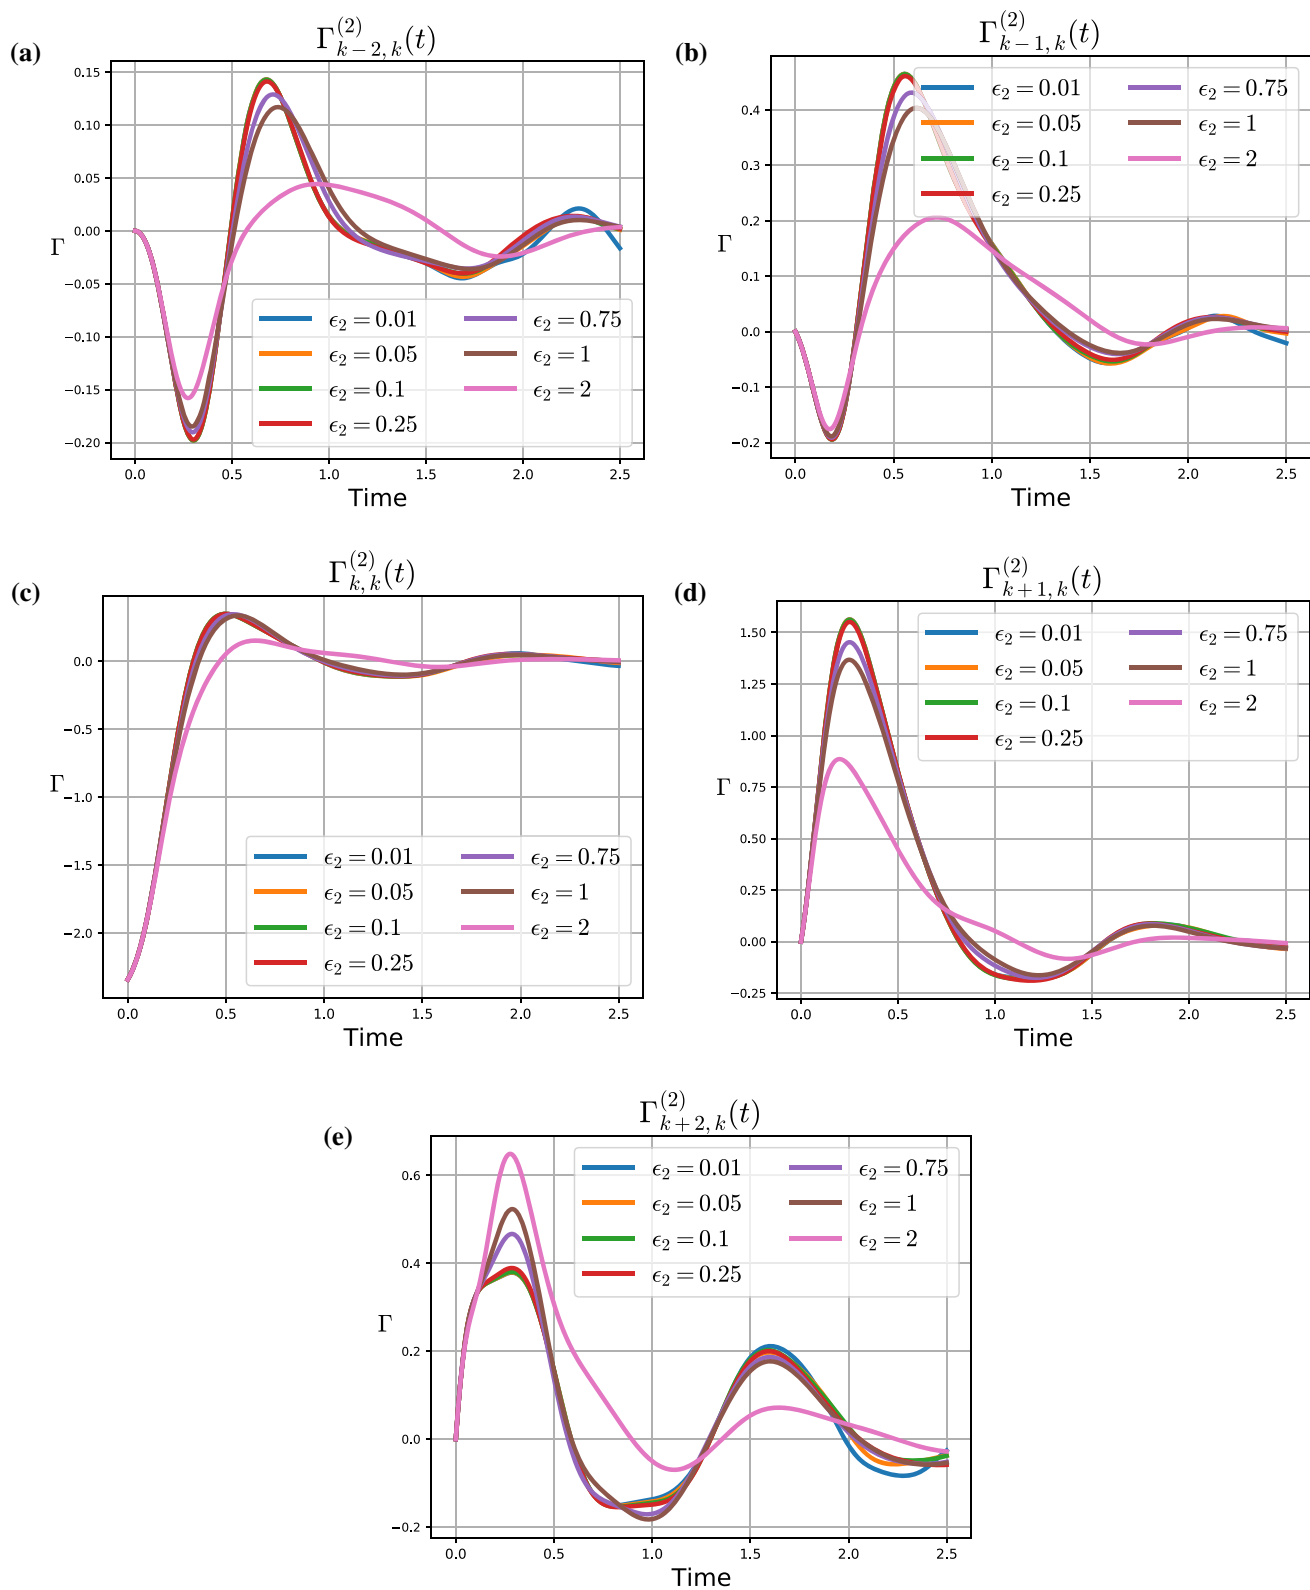 (a) Γ^{(2)}_{k−2,k}(t)
0.15
0.10
0.05
0.00
−0.05
−0.10
−0.15
−0.20
Γ
ϵ₂ = 0.01 ϵ₂ = 0.75
ϵ₂ = 0.05 ϵ₂ = 1
ϵ₂ = 0.1 ϵ₂ = 2
ϵ₂ = 0.25
0.0 0.5 1.0 1.5 2.0 2.5
Time
(b) Γ^{(2)}_{k−1,k}(t)
0.4
0.3
0.2
0.1
0.0
−0.1
−0.2
Γ
ϵ₂ = 0.01 ϵ₂ = 0.75
ϵ₂ = 0.05 ϵ₂ = 1
ϵ₂ = 0.1 ϵ₂ = 2
ϵ₂ = 0.25
0.0 0.5 1.0 1.5 2.0 2.5
Time
(c) Γ^{(2)}_{k,k}(t)
0.0
−0.5
−1.0
−1.5
−2.0
Γ
ϵ₂ = 0.01 ϵ₂ = 0.75
ϵ₂ = 0.05 ϵ₂ = 1
ϵ₂ = 0.1 ϵ₂ = 2
ϵ₂ = 0.25
0.0 0.5 1.0 1.5 2.0 2.5
Time
(d) Γ^{(2)}_{k+1,k}(t)
1.50
1.25
1.00
0.75
0.50
0.25
0.00
−0.25
Γ
ϵ₂ = 0.01 ϵ₂ = 0.75
ϵ₂ = 0.05 ϵ₂ = 1
ϵ₂ = 0.1 ϵ₂ = 2
ϵ₂ = 0.25
0.0 0.5 1.0 1.5 2.0 2.5
Time
(e) Γ^{(2)}_{k+2,k}(t)
0.6
0.4
0.2
0.0
−0.2
Γ
ϵ₂ = 0.01 ϵ₂ = 0.75
ϵ₂ = 0.05 ϵ₂ = 1
ϵ₂ = 0.1 ϵ₂ = 2
ϵ₂ = 0.25
0.0 0.5 1.0 1.5 2.0 2.5
Time